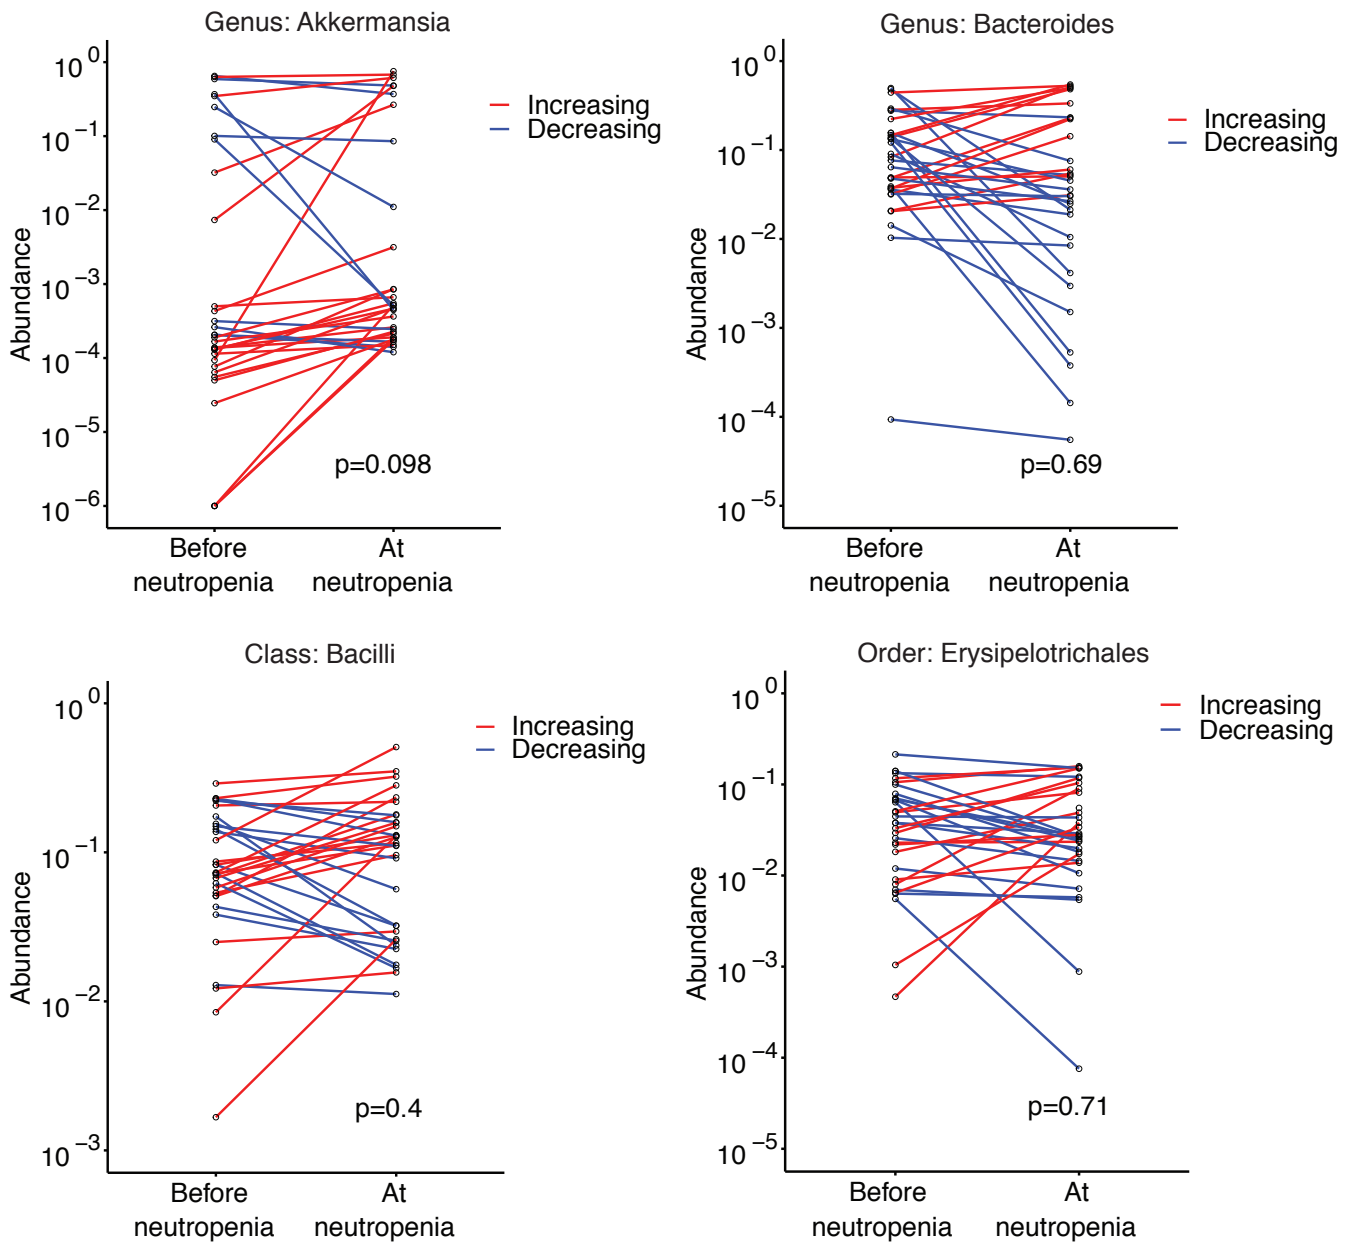 Genus: Akkermansia
10^0
10^-1
10^-2
10^-3
10^-4
10^-5
10^-6
Abundance
Increasing
Decreasing
p=0.098
Before neutropenia
At neutropenia
Genus: Bacteroides
10^0
10^-1
10^-2
10^-3
10^-4
10^-5
Abundance
Increasing
Decreasing
p=0.69
Before neutropenia
At neutropenia
Class: Bacilli
10^0
10^-1
10^-2
10^-3
Abundance
Increasing
Decreasing
p=0.4
Before neutropenia
At neutropenia
Order: Erysipelotrichales
10^0
10^-1
10^-2
10^-3
10^-4
10^-5
Abundance
Increasing
Decreasing
p=0.71
Before neutropenia
At neutropenia